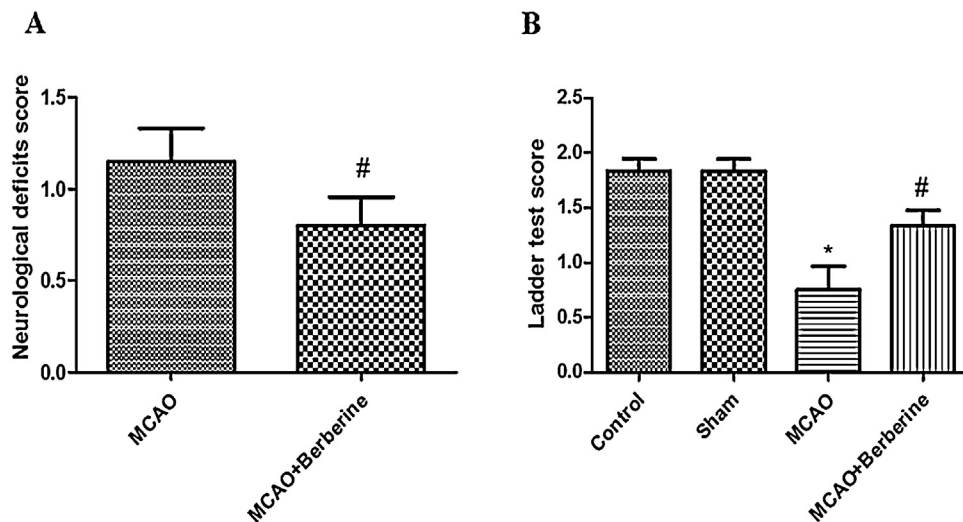 A
Neurological deficits score
1.5
1.0
0.5
0.0
#
MCAO
MCAO+Berberine
B
Ladder test score
2.5
2.0
1.5
1.0
0.5
0.0
*
#
Control
Sham
MCAO
MCAO+Berberine